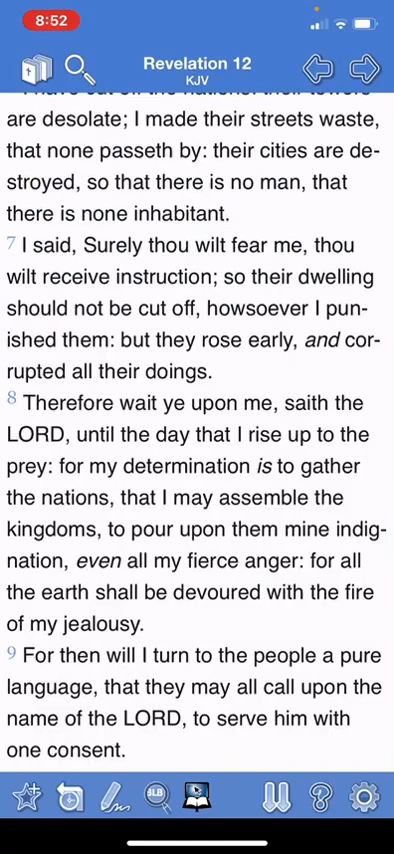 8:52
Revelation 12
KJV
I have cut off the nations: their towers
are desolate; I made their streets waste,
that none passeth by: their cities are de-
stroyed, so that there is no man, that
there is none inhabitant.
7 I said, Surely thou wilt fear me, thou
wilt receive instruction; so their dwelling
should not be cut off, howsoever I pun-
ished them: but they rose early, and cor-
rupted all their doings.
8 Therefore wait ye upon me, saith the
LORD, until the day that I rise up to the
prey: for my determination is to gather
the nations, that I may assemble the
kingdoms, to pour upon them mine indig-
nation, even all my fierce anger: for all
the earth shall be devoured with the fire
of my jealousy.
9 For then will I turn to the people a pure
language, that they may all call upon the
name of the LORD, to serve him with
one consent.
BLB